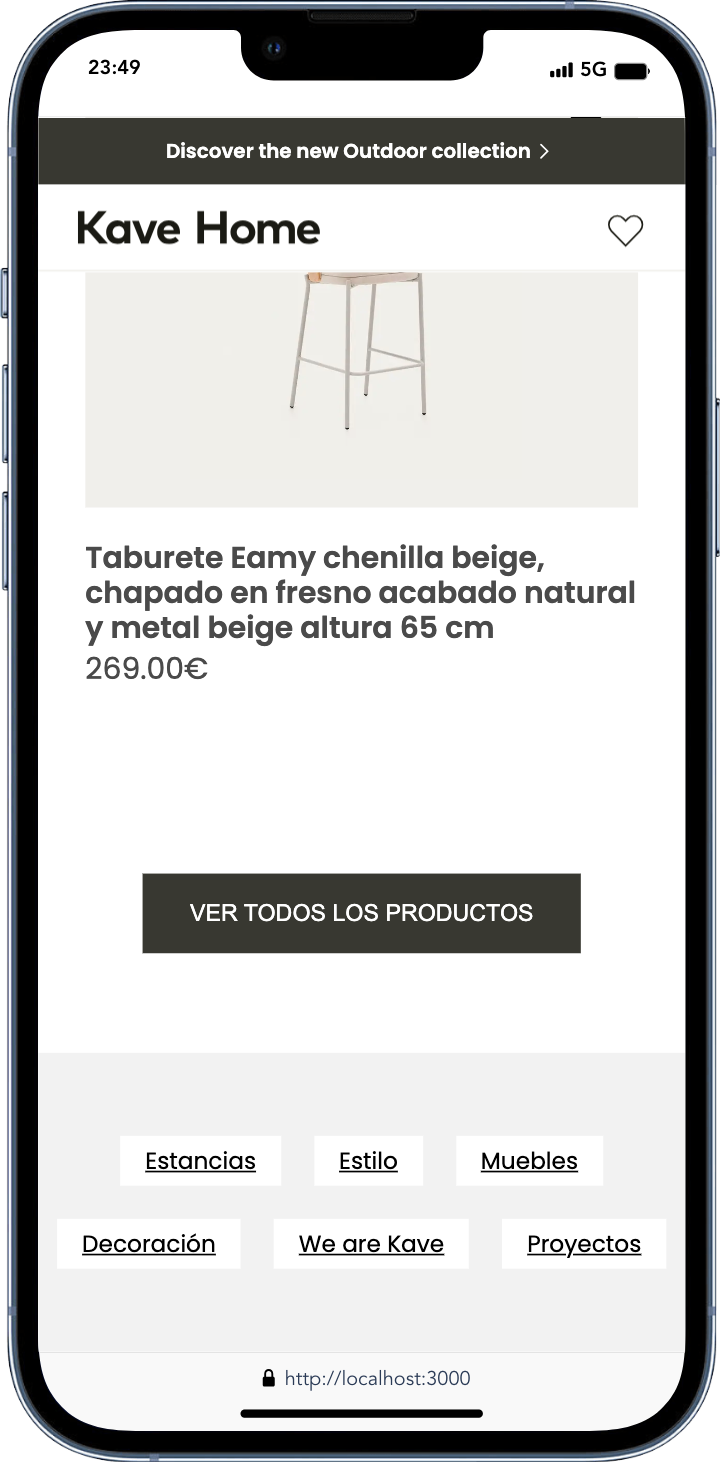 23:49
5G
Discover the new Outdoor collection
Kave Home
Taburete Eamy chenilla beige,
chapado en fresno acabado natural
y metal beige altura 65 cm
269.00€
VER TODOS LOS PRODUCTOS
Estancias Estilo Muebles
Decoración We are Kave Proyectos
http://localhost:3000